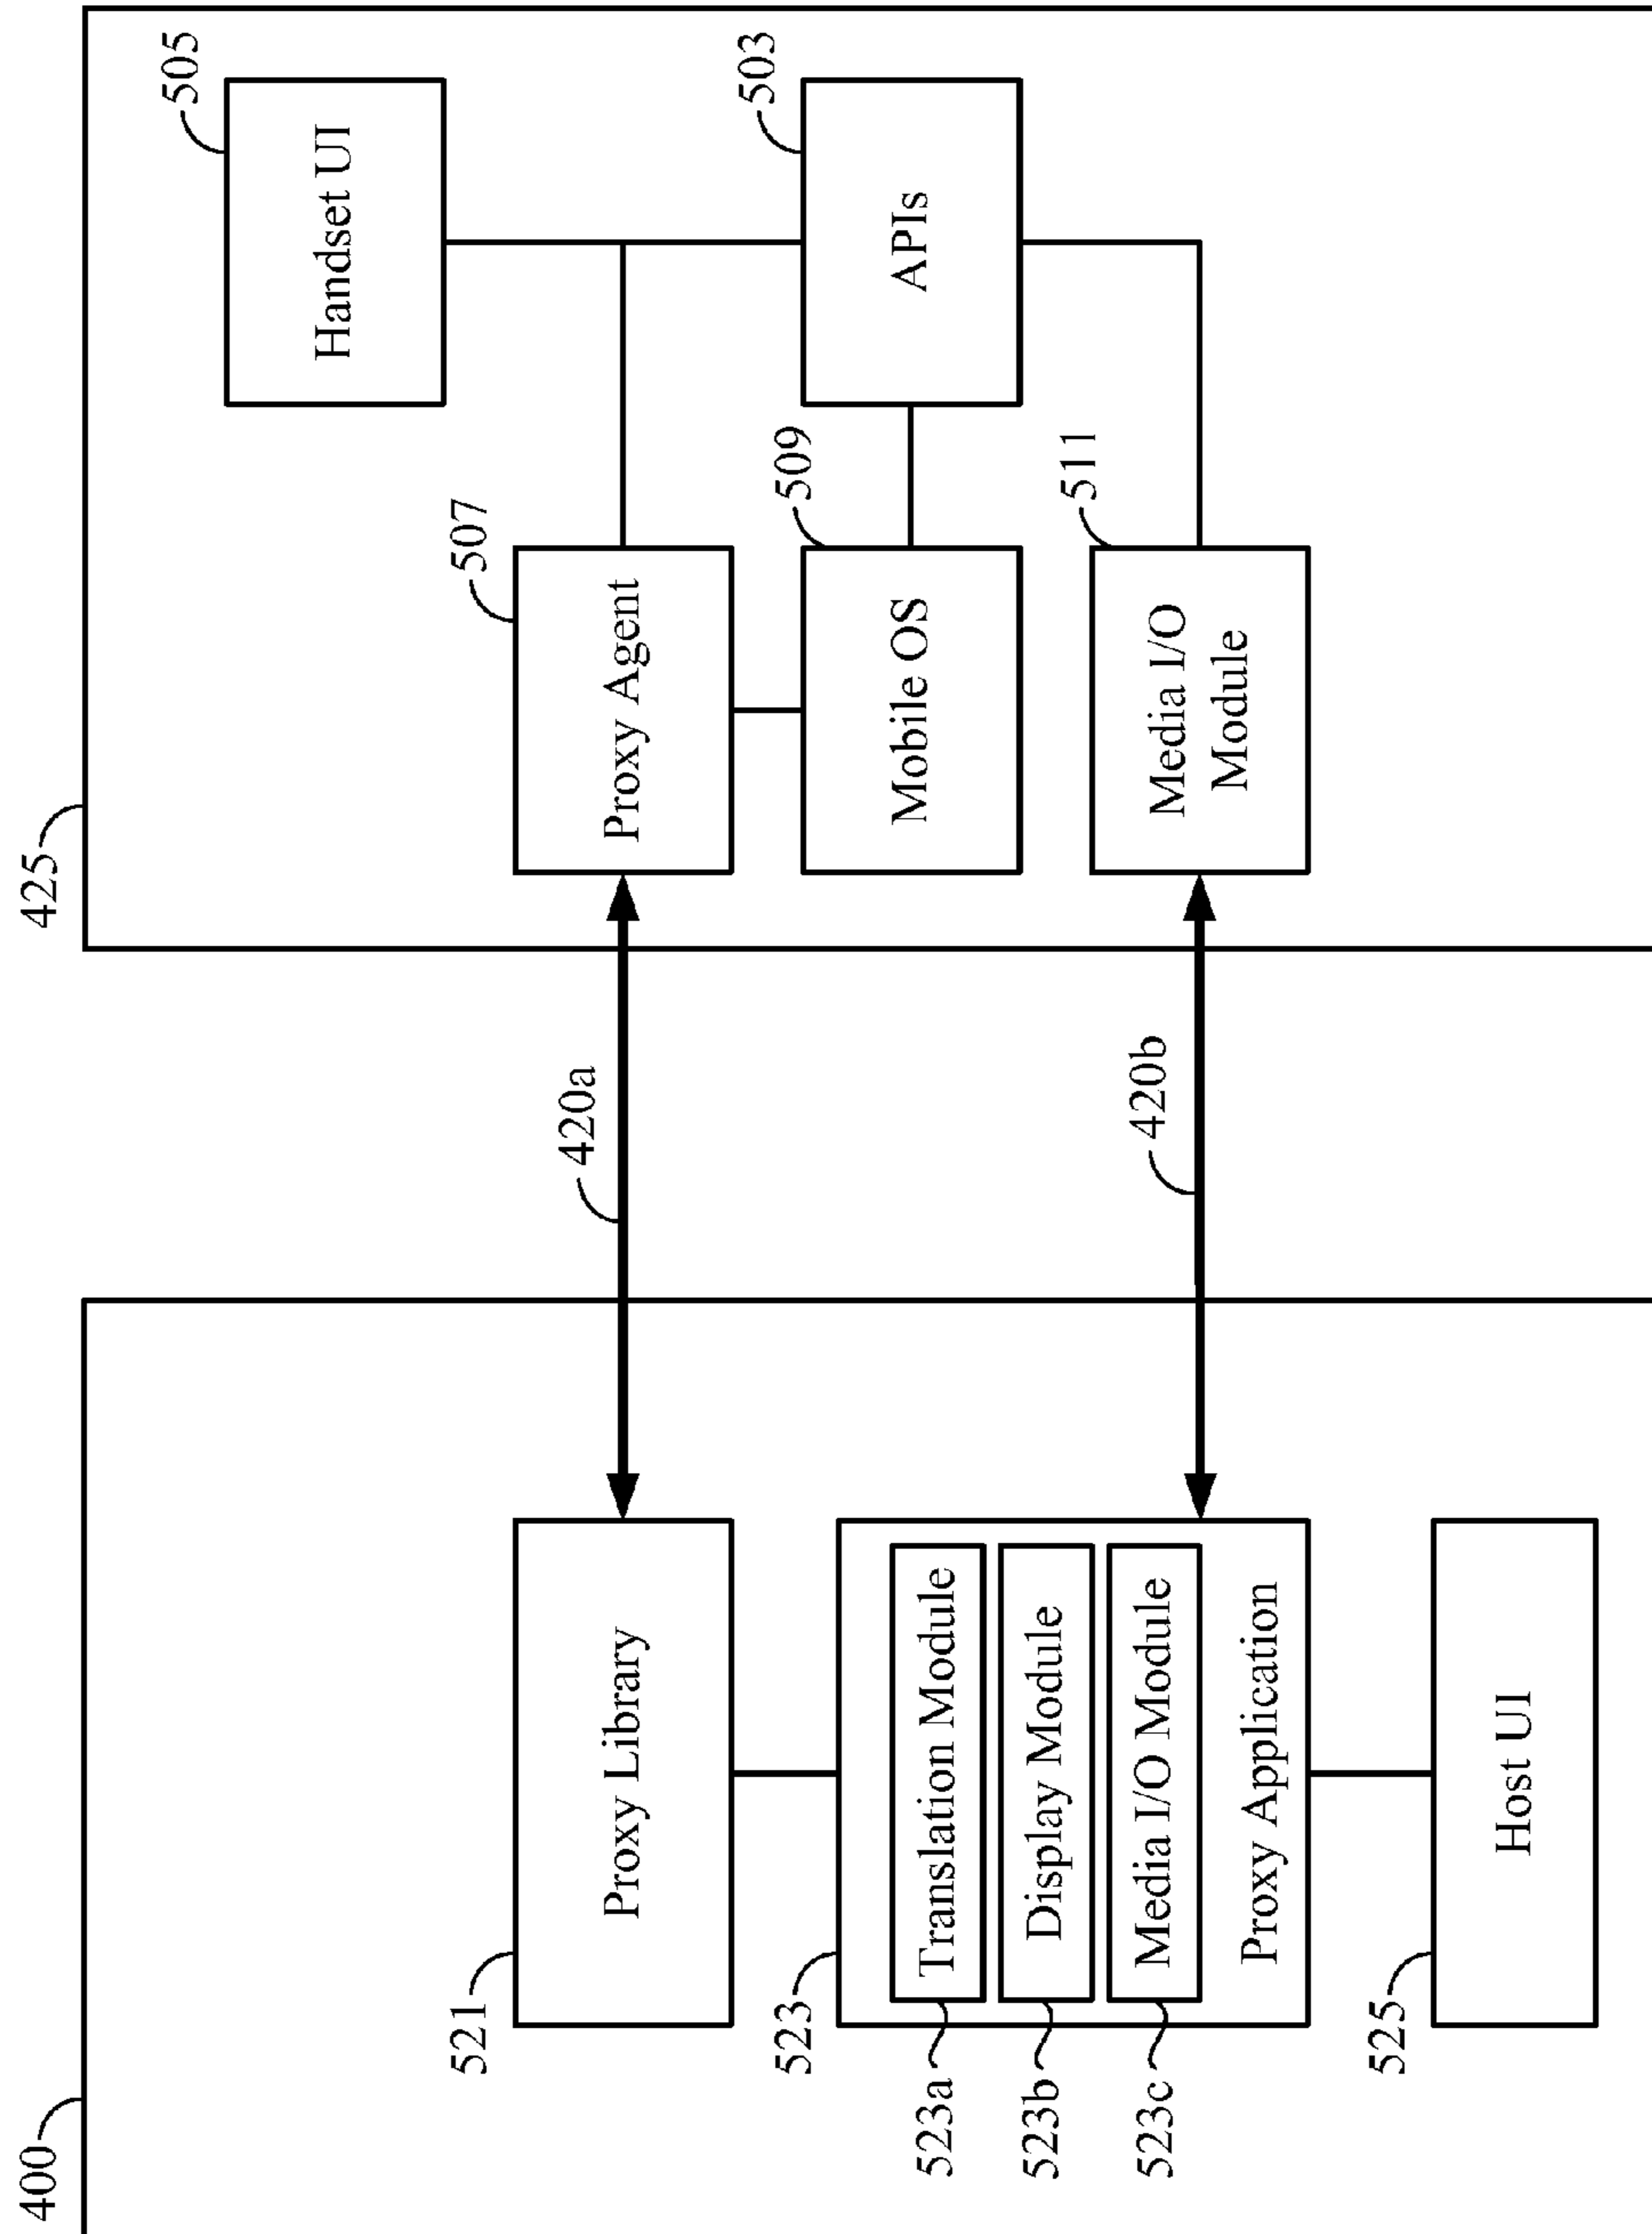 400
425
521
Proxy Library
420a
507
Proxy Agent
505
Handset UI
523
523a
Translation Module
523b
Display Module
523c
Media I/O Module
Proxy Application
420b
509
Mobile OS
503
APIs
511
Media I/O
Module
525
Host UI